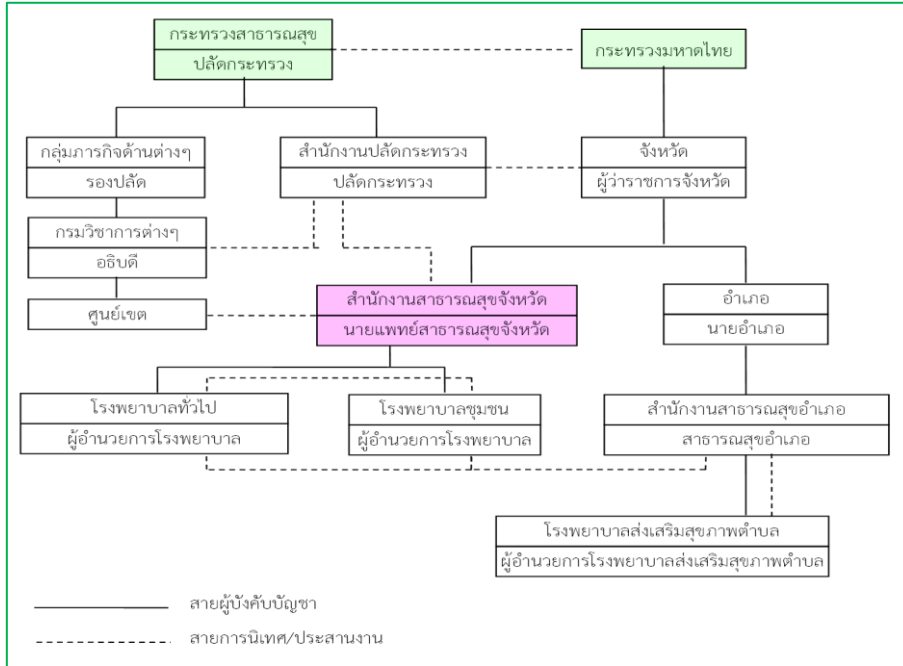 กระทรวงสาธารณสุข
ปลัดกระทรวง
กระทรวงมหาดไทย
กลุ่มภารกิจด้านต่างๆ
รองปลัด
สำนักงานปลัดกระทรวง
ปลัดกระทรวง
จังหวัด
ผู้ว่าราชการจังหวัด
กรมวิชาการต่างๆ
อธิบดี
ศูนย์เขต
สำนักงานสาธารณสุขจังหวัด
นายแพทย์สาธารณสุขจังหวัด
อำเภอ
นายอำเภอ
โรงพยาบาลทั่วไป
ผู้อำนวยการโรงพยาบาล
โรงพยาบาลชุมชน
ผู้อำนวยการโรงพยาบาล
สำนักงานสาธารณสุขอำเภอ
สาธารณสุขอำเภอ
โรงพยาบาลส่งเสริมสุขภาพตำบล
ผู้อำนวยการโรงพยาบาลส่งเสริมสุขภาพตำบล
สายผู้บังคับบัญชา
สายการนิเทศ/ประสานงาน